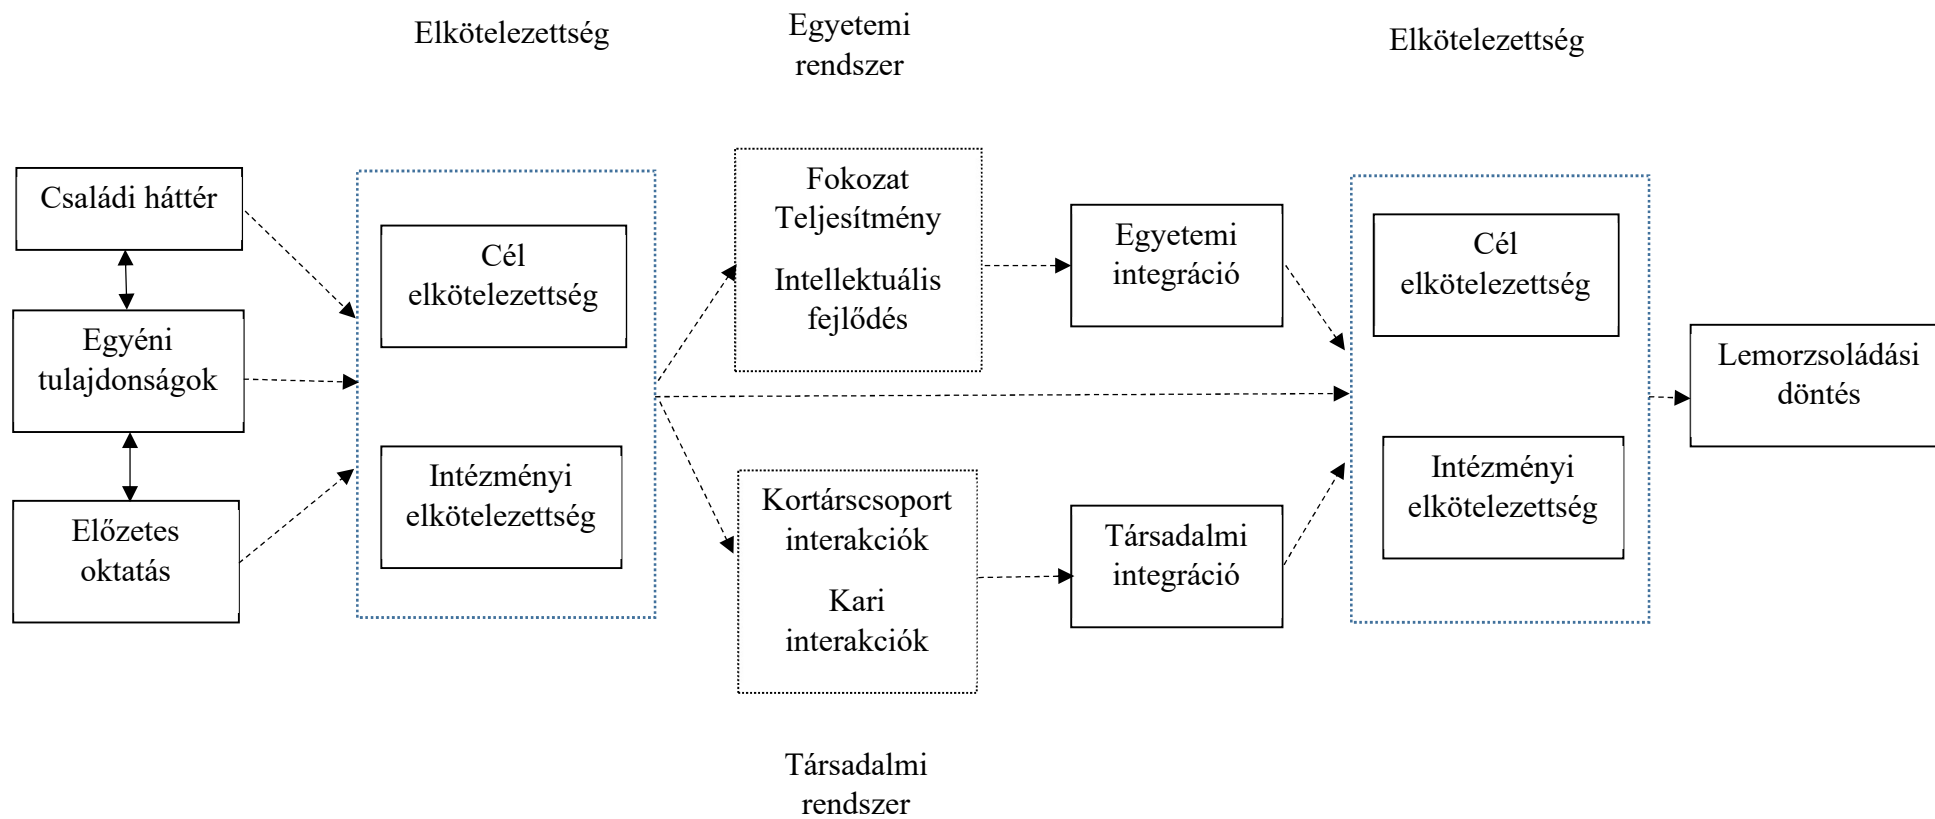 Elkötelezettség
Egyetemi
rendszer
Elkötelezettség
Családi háttér
Egyéni
tulajdonságok
Előzetes
oktatás
Cél
elkötelezettség
Intézményi
elkötelezettség
Fokozat
Teljesítmény
Intellektuális
fejlődés
Kortárscsoport
interakciók
Kari
interakciók
Egyetemi
integráció
Társadalmi
integráció
Cél
elkötelezettség
Intézményi
elkötelezettség
Lemorzsoládási
döntés
Társadalmi
rendszer